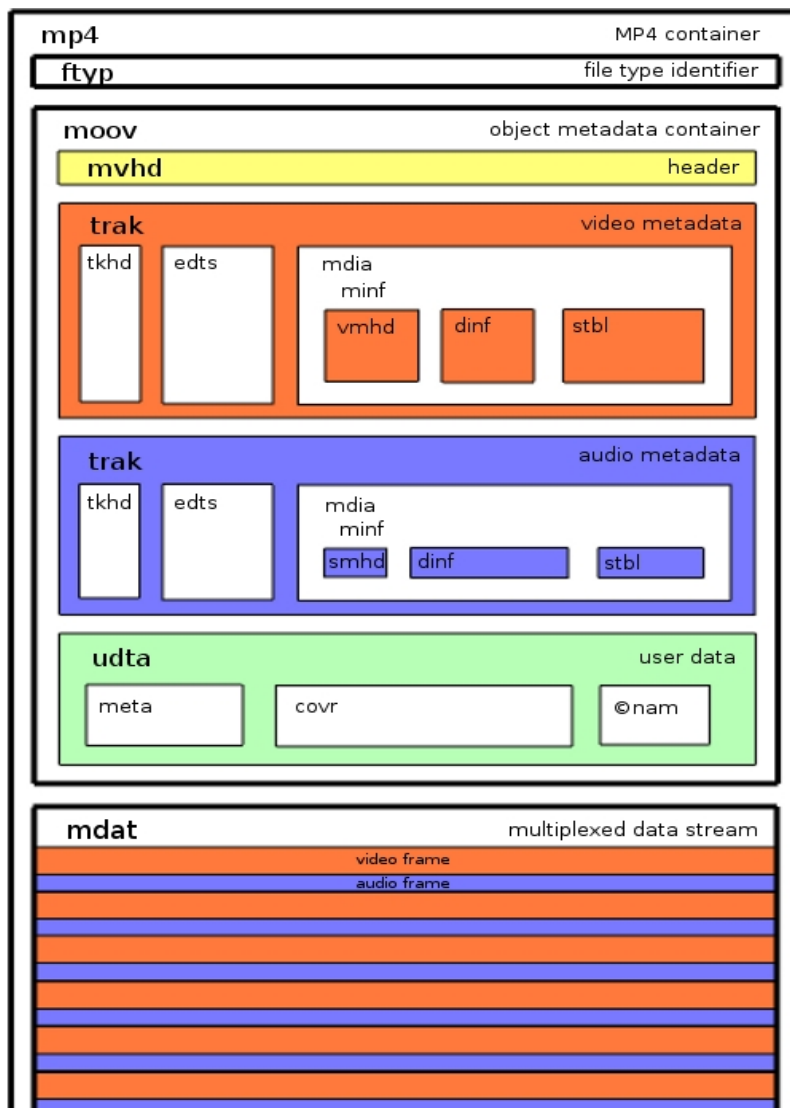 mp4 MP4 container
ftyp file type identifier
moov object metadata container
mvhd header
trak video metadata
tkhd edts mdia
minf
vmhd dinf stbl
trak audio metadata
tkhd edts mdia
minf
smhd dinf stbl
udta user data
meta covr ©nam
mdat multiplexed data stream
video frame
audio frame